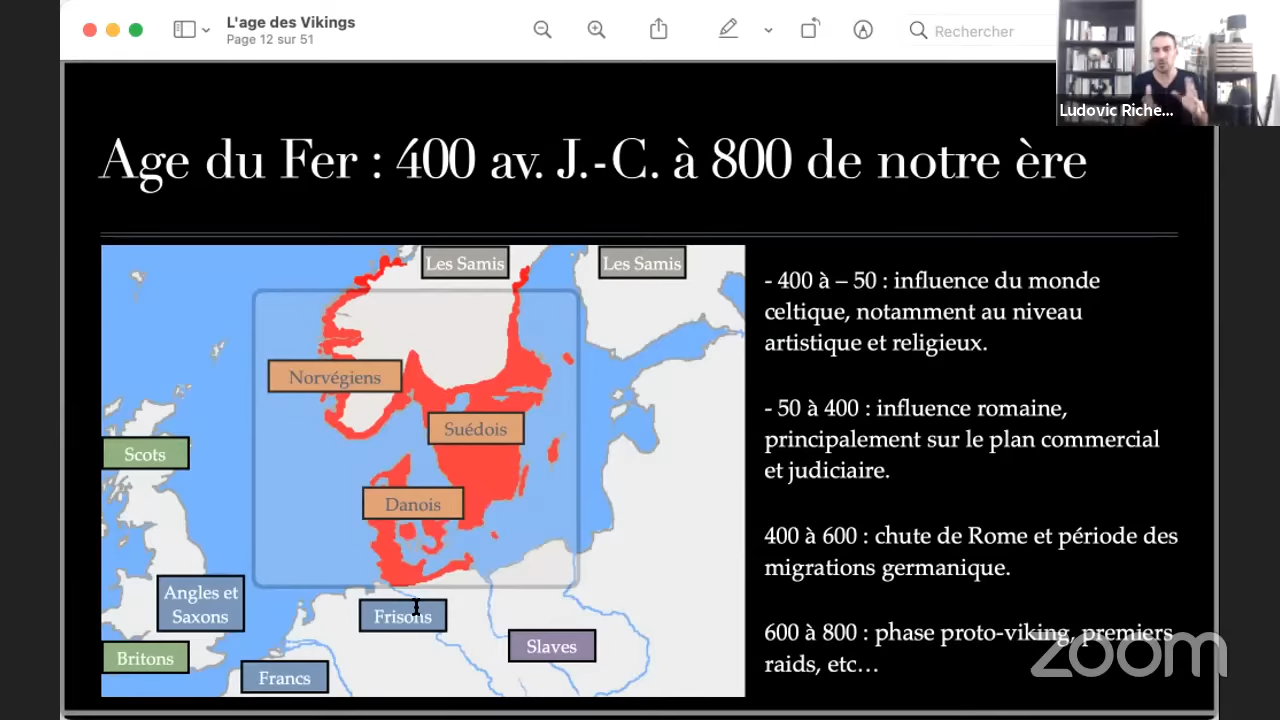 L'age des Vikings
Page 12 sur 51
Rechercher
Ludovic Riche...
Age du Fer : 400 av. J.-C. à 800 de notre ère
Les Samis
Les Samis
Norvégiens
Suédois
Scots
Danois
Angles et
Saxons
Frisons
Slaves
Britons
Francs
- 400 à – 50 : influence du monde
celtique, notamment au niveau
artistique et religieux.
- 50 à 400 : influence romaine,
principalement sur le plan commercial
et judiciaire.
400 à 600 : chute de Rome et période des
migrations germanique.
600 à 800 : phase proto-viking, premiers
raids, etc…
zoom